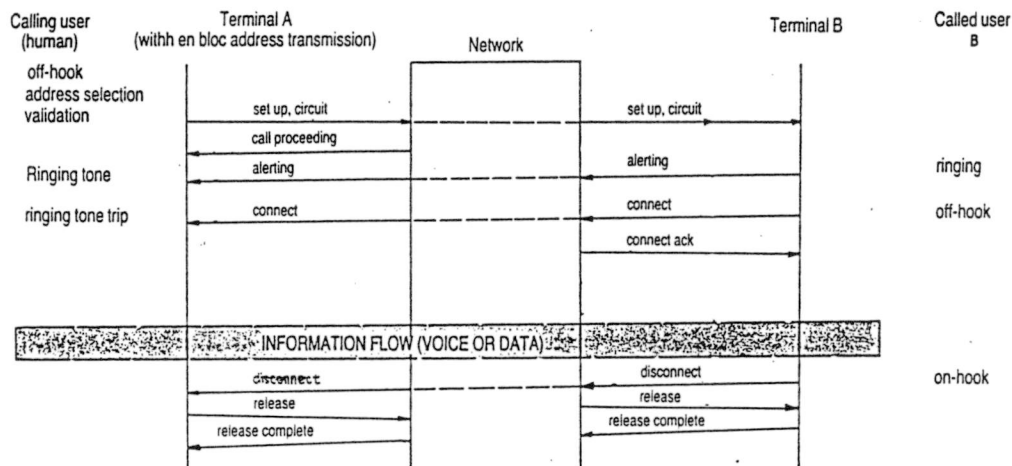 Calling user
(human)
Terminal A
(withh en bloc address transmission)
Network
Terminal B
Called user
B
off-hook
address selection
validation
set up, circuit
set up, circuit
call proceeding
Ringing tone
alerting
alerting
ringing
ringing tone trip
connect
connect
off-hook
connect ack
INFORMATION FLOW (VOICE OR DATA)
disconnect
disconnect
on-hook
release
release
release complete
release complete